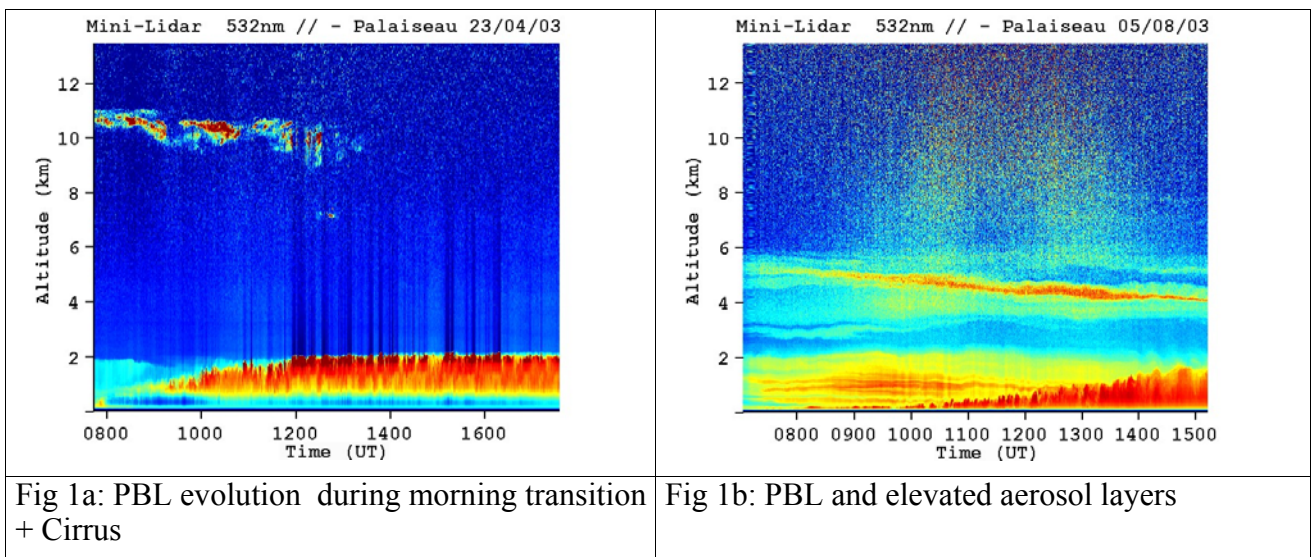 Mini-Lidar 532nm // - Palaiseau 23/04/03
12
10
8
6
4
2
Altitude (km)
0800 1000 1200 1400 1600
Time (UT)
Mini-Lidar 532nm // - Palaiseau 05/08/03
12
10
8
6
4
2
Altitude (km)
0800 0900 1000 1100 1200 1300 1400 1500
Time (UT)
Fig 1a: PBL evolution during morning transition
+ Cirrus
Fig 1b: PBL and elevated aerosol layers